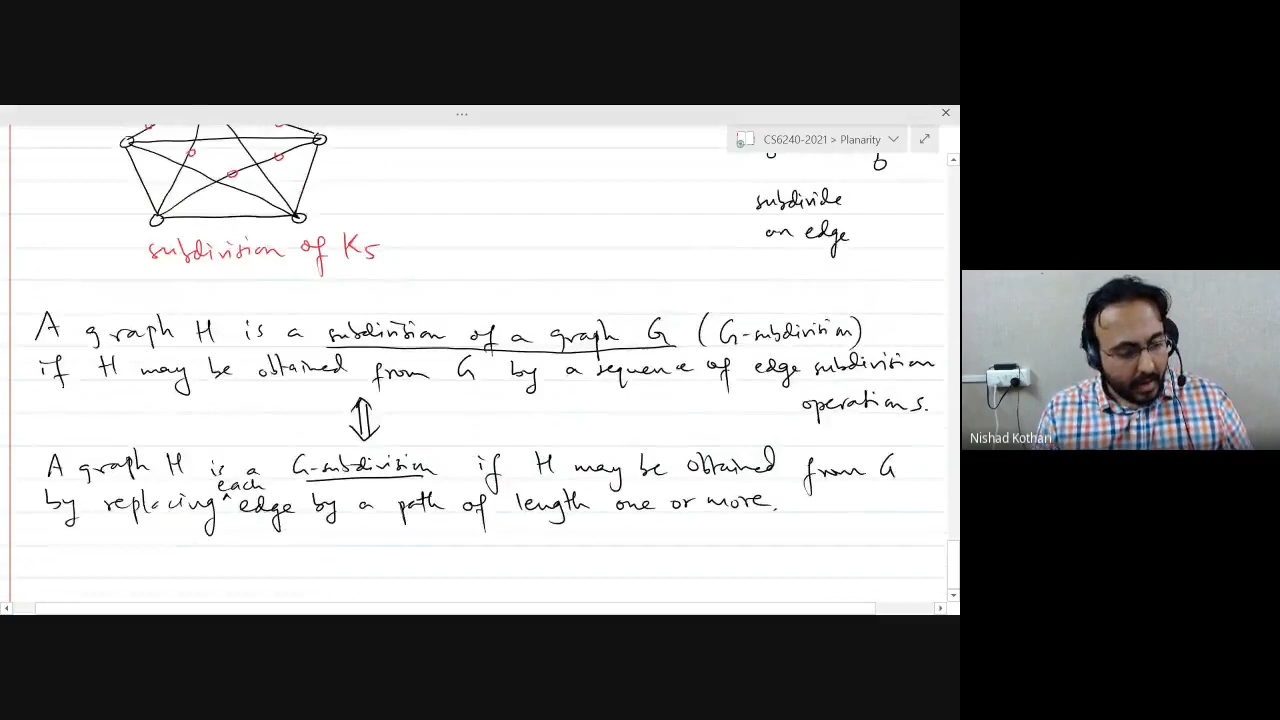 CS6240-2021 > Planarity
subdivide
an edge
subdivision of K5
A graph H is a subdivision of a graph G (G-subdivision)
if H may be obtained from G by a sequence of edge subdivision
operations.
A graph H is a G-subdivision if H may be obtained from G
each
by replacing ^ edge by a path of length one or more.
Nishad Kothari